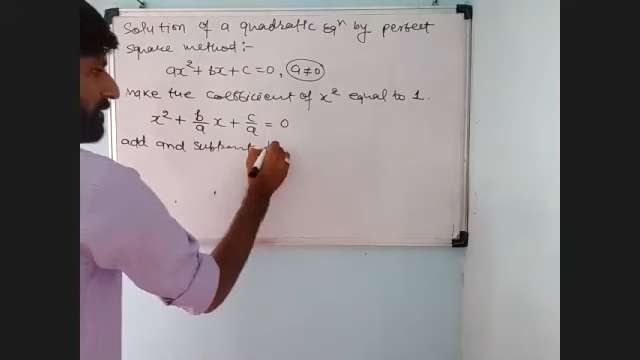 Solution of a quadratic Eqⁿ by perfect
square method :-
ax² + bx + c = 0, a ≠ 0
Make the coefficient of x² equal to 1.
x² + b/a x + c/a = 0
add and subtract